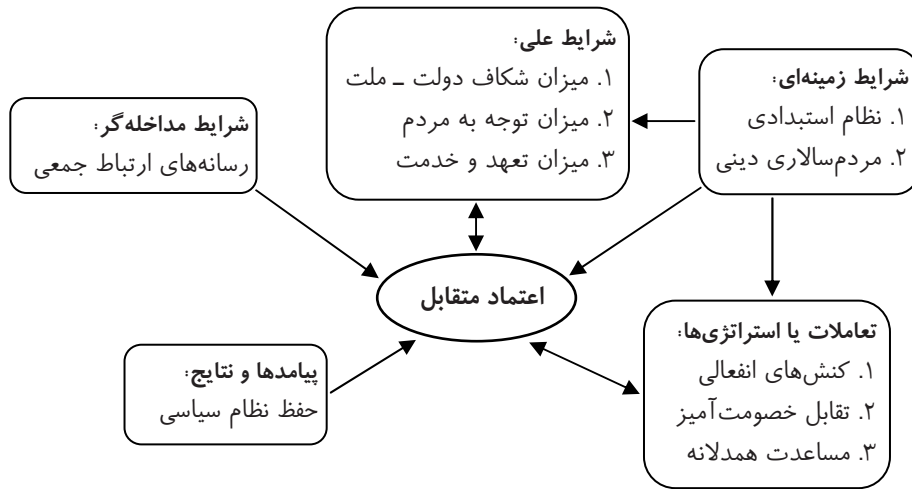 شرایط زمینه‌ای:
۱. نظام استبدادی
۲. مردم‌سالاری دینی
شرایط علی:
۱. میزان شکاف دولت ـ ملت
۲. میزان توجه به مردم
۳. میزان تعهد و خدمت
شرایط مداخله‌گر:
رسانه‌های ارتباط جمعی
اعتماد متقابل
تعاملات یا استراتژی‌ها:
۱. کنش‌های انفعالی
۲. تقابل خصومت‌آمیز
۳. مساعدت همدلانه
پیامدها و نتایج:
حفظ نظام سیاسی